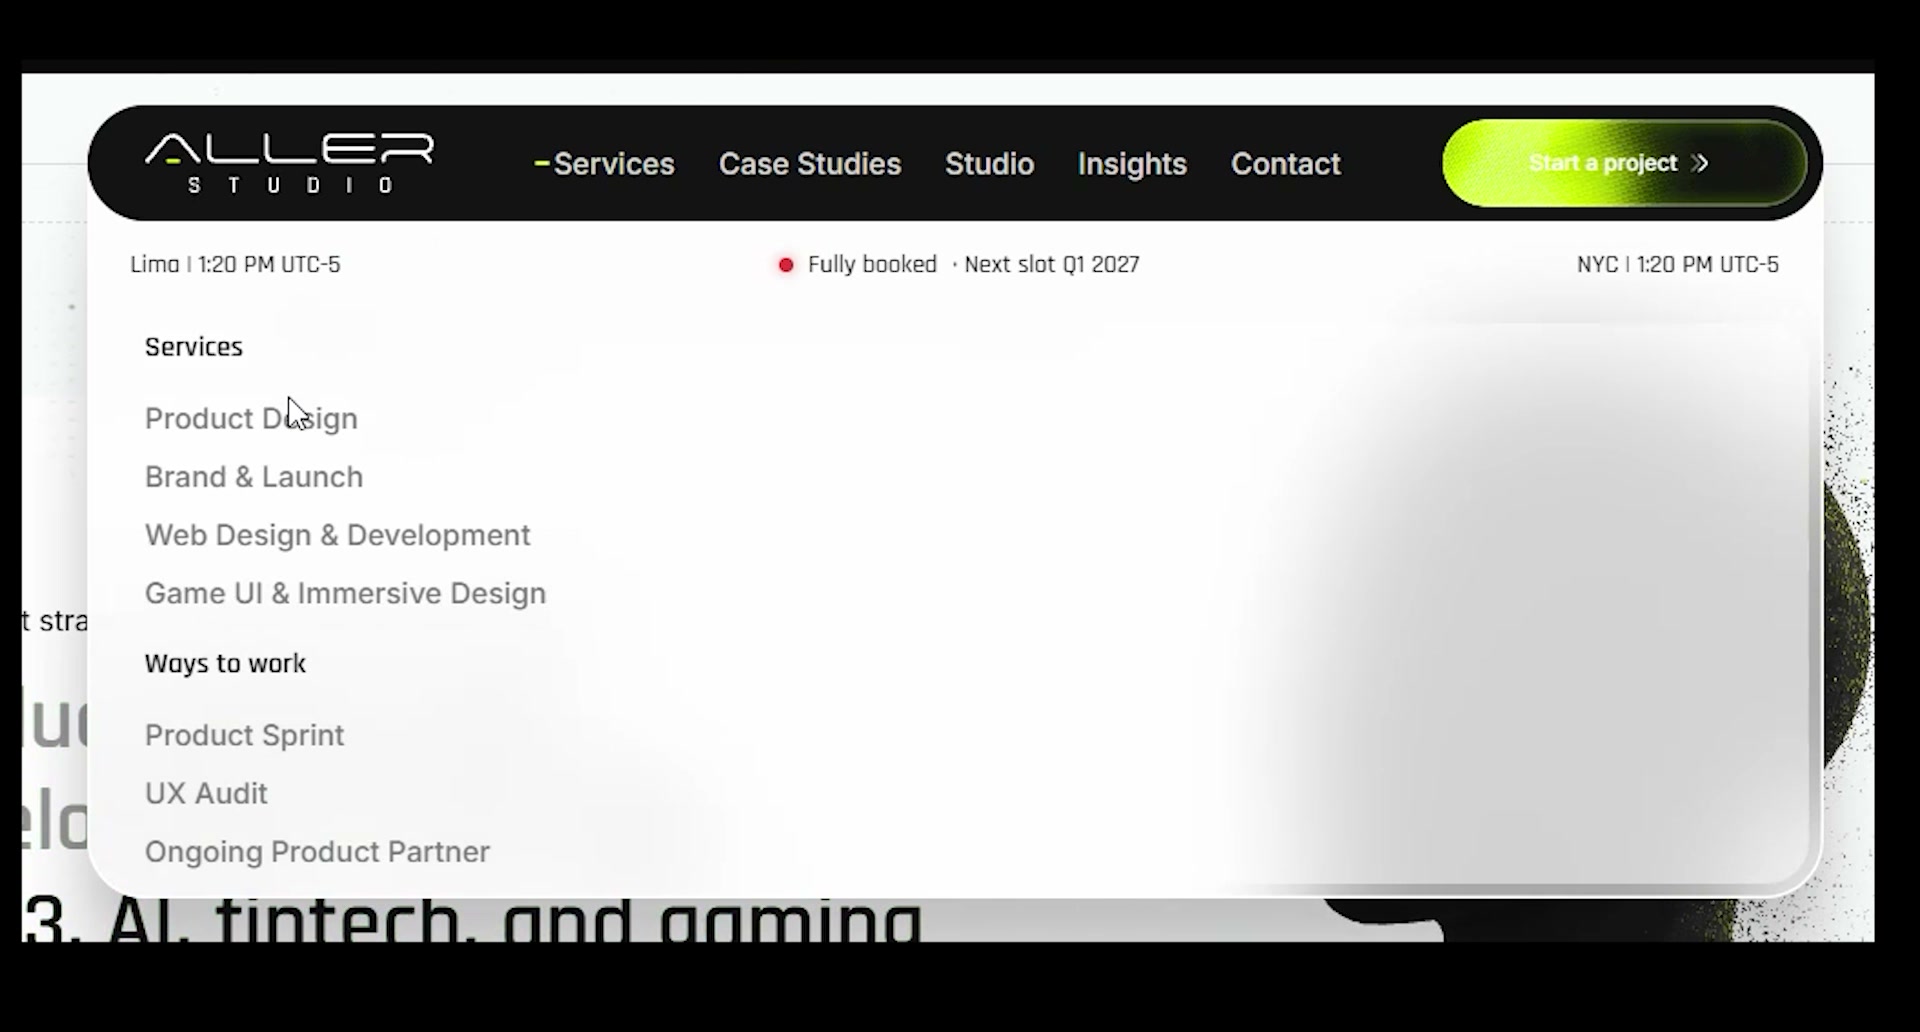 ALLER
STUDIO
Services
Case Studies
Studio
Insights
Contact
Start a project
Lima | 1:20 PM UTC-5
Fully booked · Next slot Q1 2027
NYC | 1:20 PM UTC-5
Services
Product Design
Brand & Launch
Web Design & Development
Game UI & Immersive Design
t stra
Ways to work
Product Sprint
UX Audit
Ongoing Product Partner
3, AI, fintech, and gaming